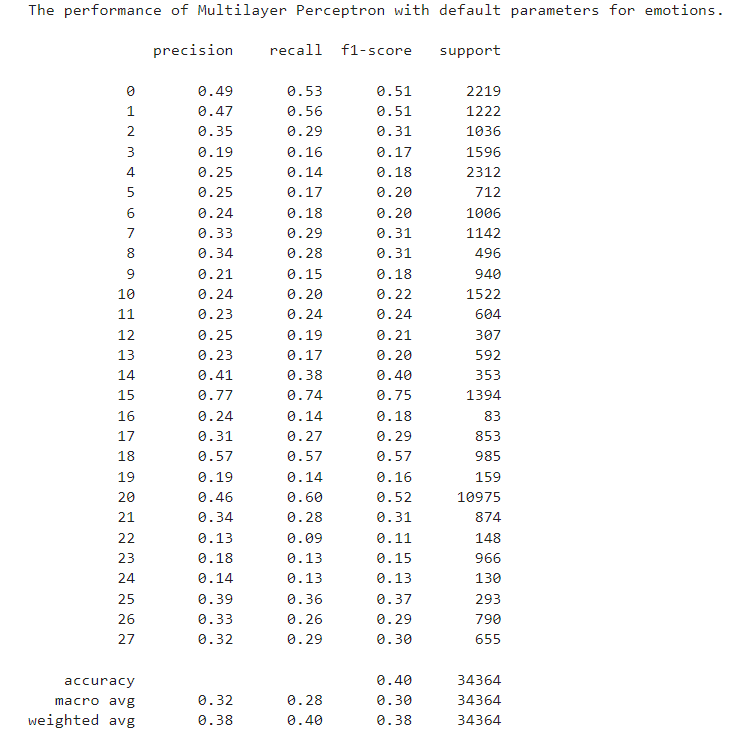 The performance of Multilayer Perceptron with default parameters for emotions.
precision recall f1-score support
0 0.49 0.53 0.51 2219
1 0.47 0.56 0.51 1222
2 0.35 0.29 0.31 1036
3 0.19 0.16 0.17 1596
4 0.25 0.14 0.18 2312
5 0.25 0.17 0.20 712
6 0.24 0.18 0.20 1006
7 0.33 0.29 0.31 1142
8 0.34 0.28 0.31 496
9 0.21 0.15 0.18 940
10 0.24 0.20 0.22 1522
11 0.23 0.24 0.24 604
12 0.25 0.19 0.21 307
13 0.23 0.17 0.20 592
14 0.41 0.38 0.40 353
15 0.77 0.74 0.75 1394
16 0.24 0.14 0.18 83
17 0.31 0.27 0.29 853
18 0.57 0.57 0.57 985
19 0.19 0.14 0.16 159
20 0.46 0.60 0.52 10975
21 0.34 0.28 0.31 874
22 0.13 0.09 0.11 148
23 0.18 0.13 0.15 966
24 0.14 0.13 0.13 130
25 0.39 0.36 0.37 293
26 0.33 0.26 0.29 790
27 0.32 0.29 0.30 655
accuracy 0.40 34364
macro avg 0.32 0.28 0.30 34364
weighted avg 0.38 0.40 0.38 34364